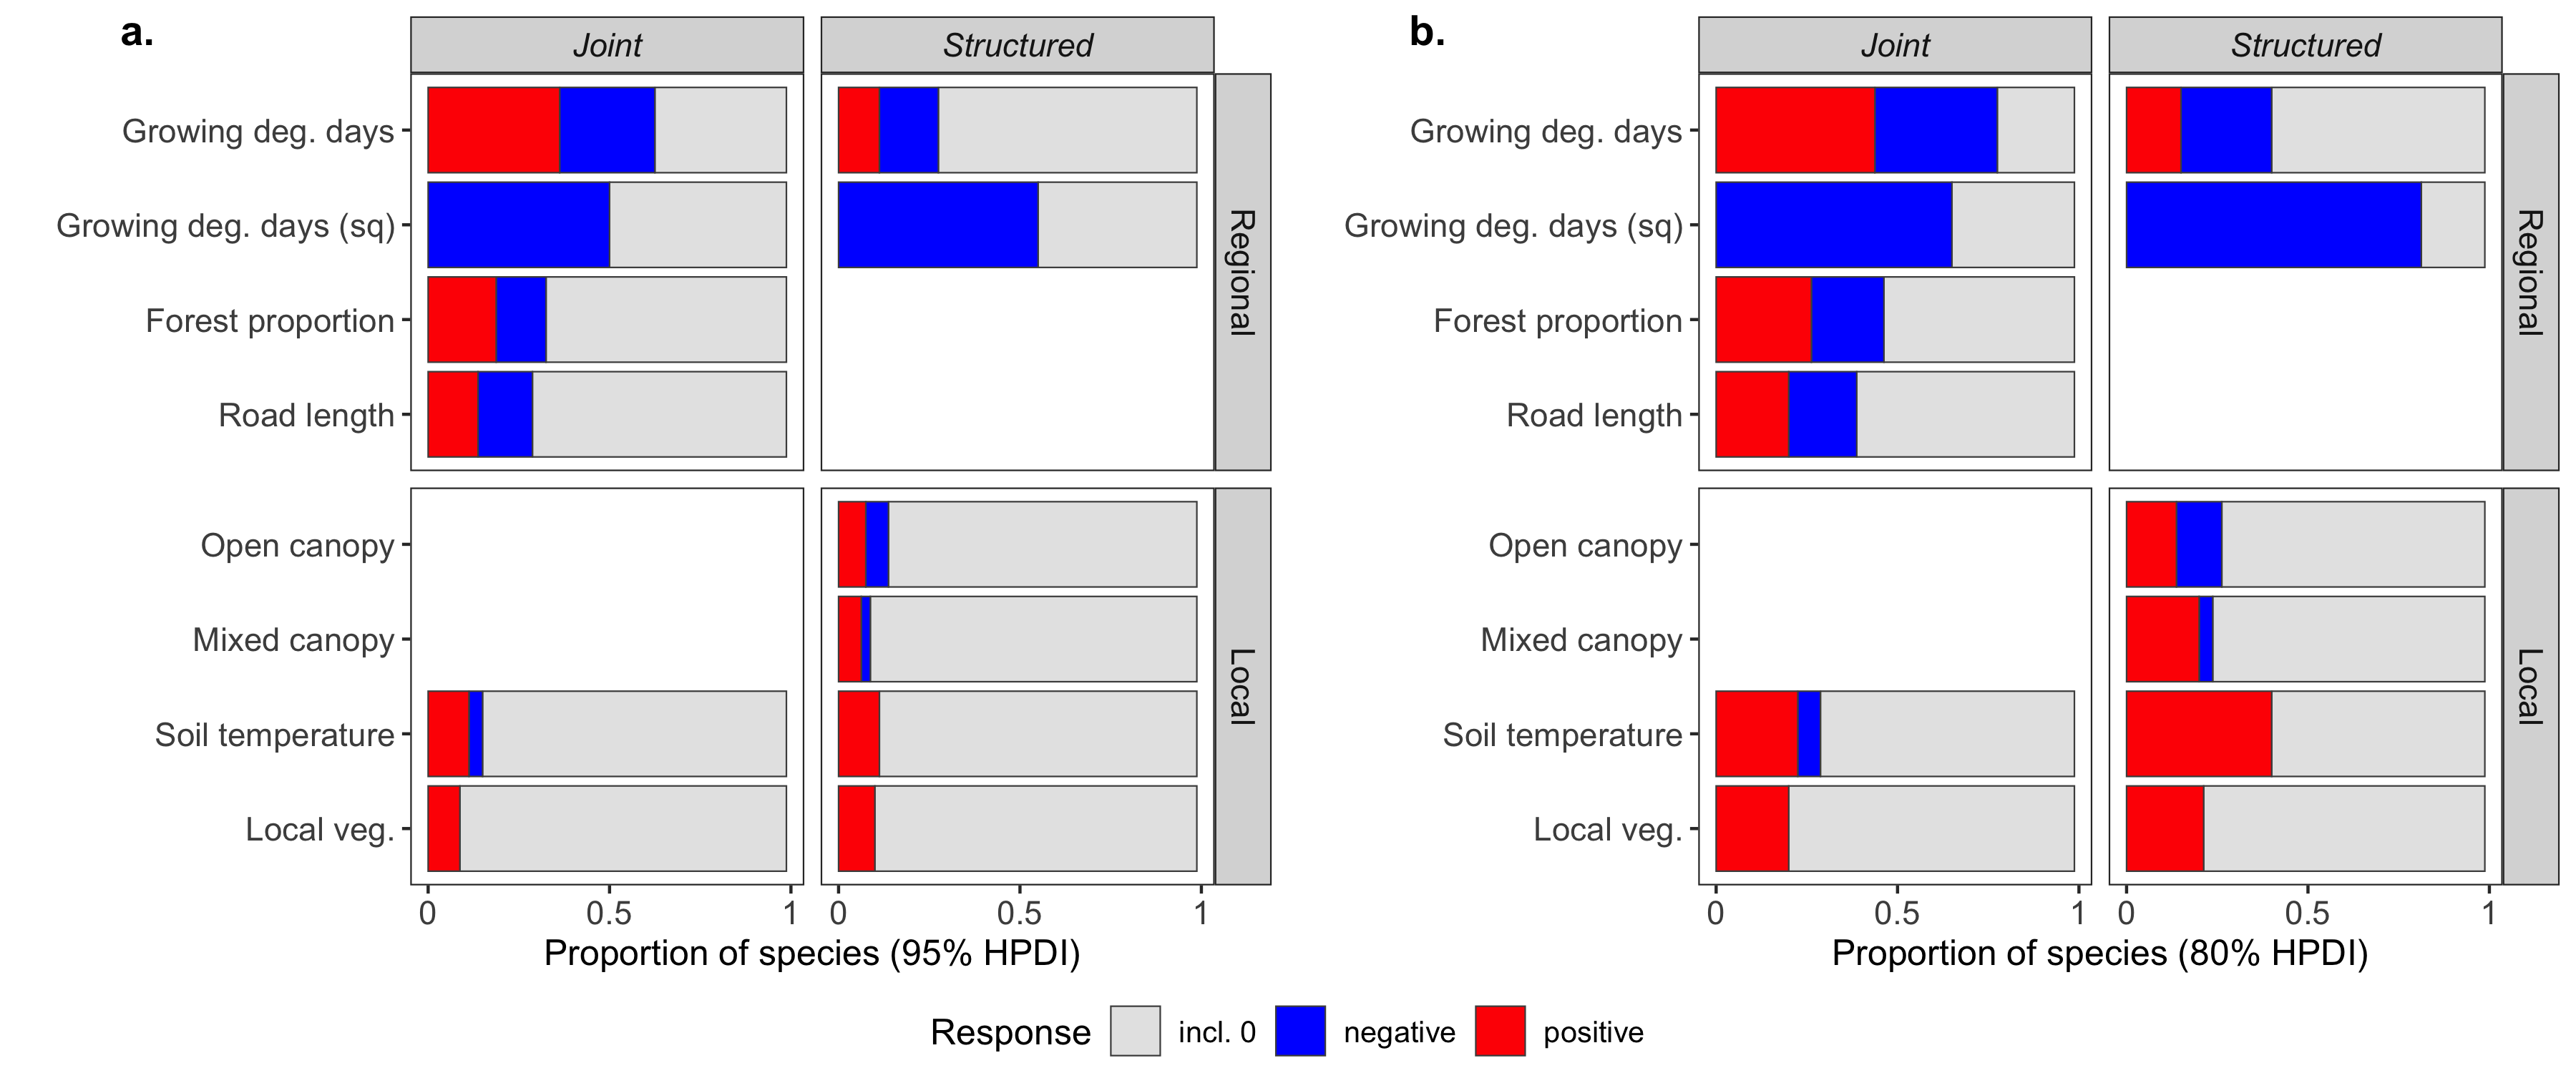 a.
Joint
Structured
Growing deg. days
Growing deg. days (sq)
Forest proportion
Road length
Regional
Open canopy
Mixed canopy
Soil temperature
Local veg.
Local
0
0.5
1
0
0.5
1
Proportion of species (95% HPDI)
b.
Joint
Structured
Growing deg. days
Growing deg. days (sq)
Forest proportion
Road length
Regional
Open canopy
Mixed canopy
Soil temperature
Local veg.
Local
0
0.5
1
0
0.5
1
Proportion of species (80% HPDI)
Response incl. 0 negative positive